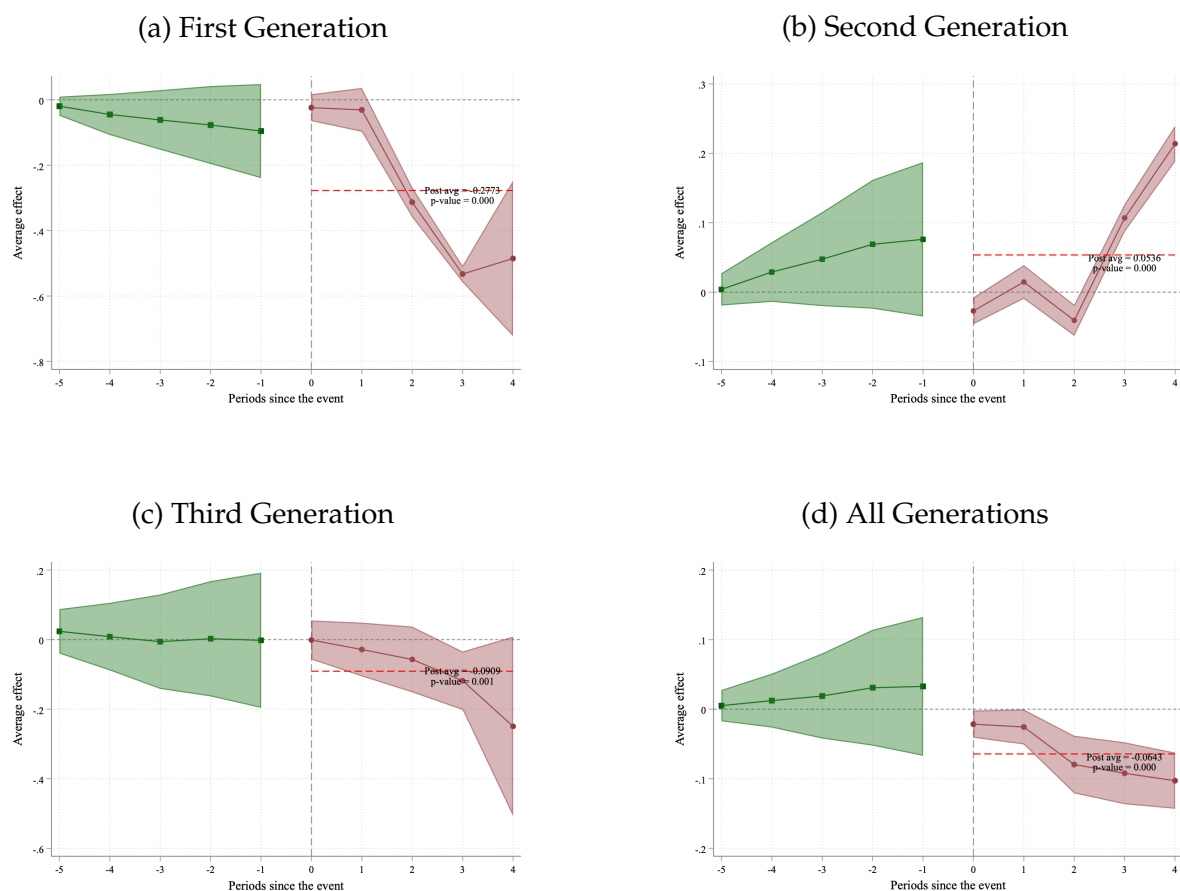 (a) First Generation
0
-.2
-.4
-.6
-.8
Average effect
Post avg = -0.2773
p-value = 0.000
-5 -4 -3 -2 -1 0 1 2 3 4
Periods since the event
(b) Second Generation
.3
.2
.1
0
-.1
Average effect
Post avg = 0.0536
p-value = 0.000
-5 -4 -3 -2 -1 0 1 2 3 4
Periods since the event
(c) Third Generation
.2
0
-.2
-.4
-.6
Average effect
Post avg = -0.0909
p-value = 0.001
-5 -4 -3 -2 -1 0 1 2 3 4
Periods since the event
(d) All Generations
.2
.1
0
-.1
-.2
Average effect
Post avg = -0.0643
p-value = 0.000
-5 -4 -3 -2 -1 0 1 2 3 4
Periods since the event